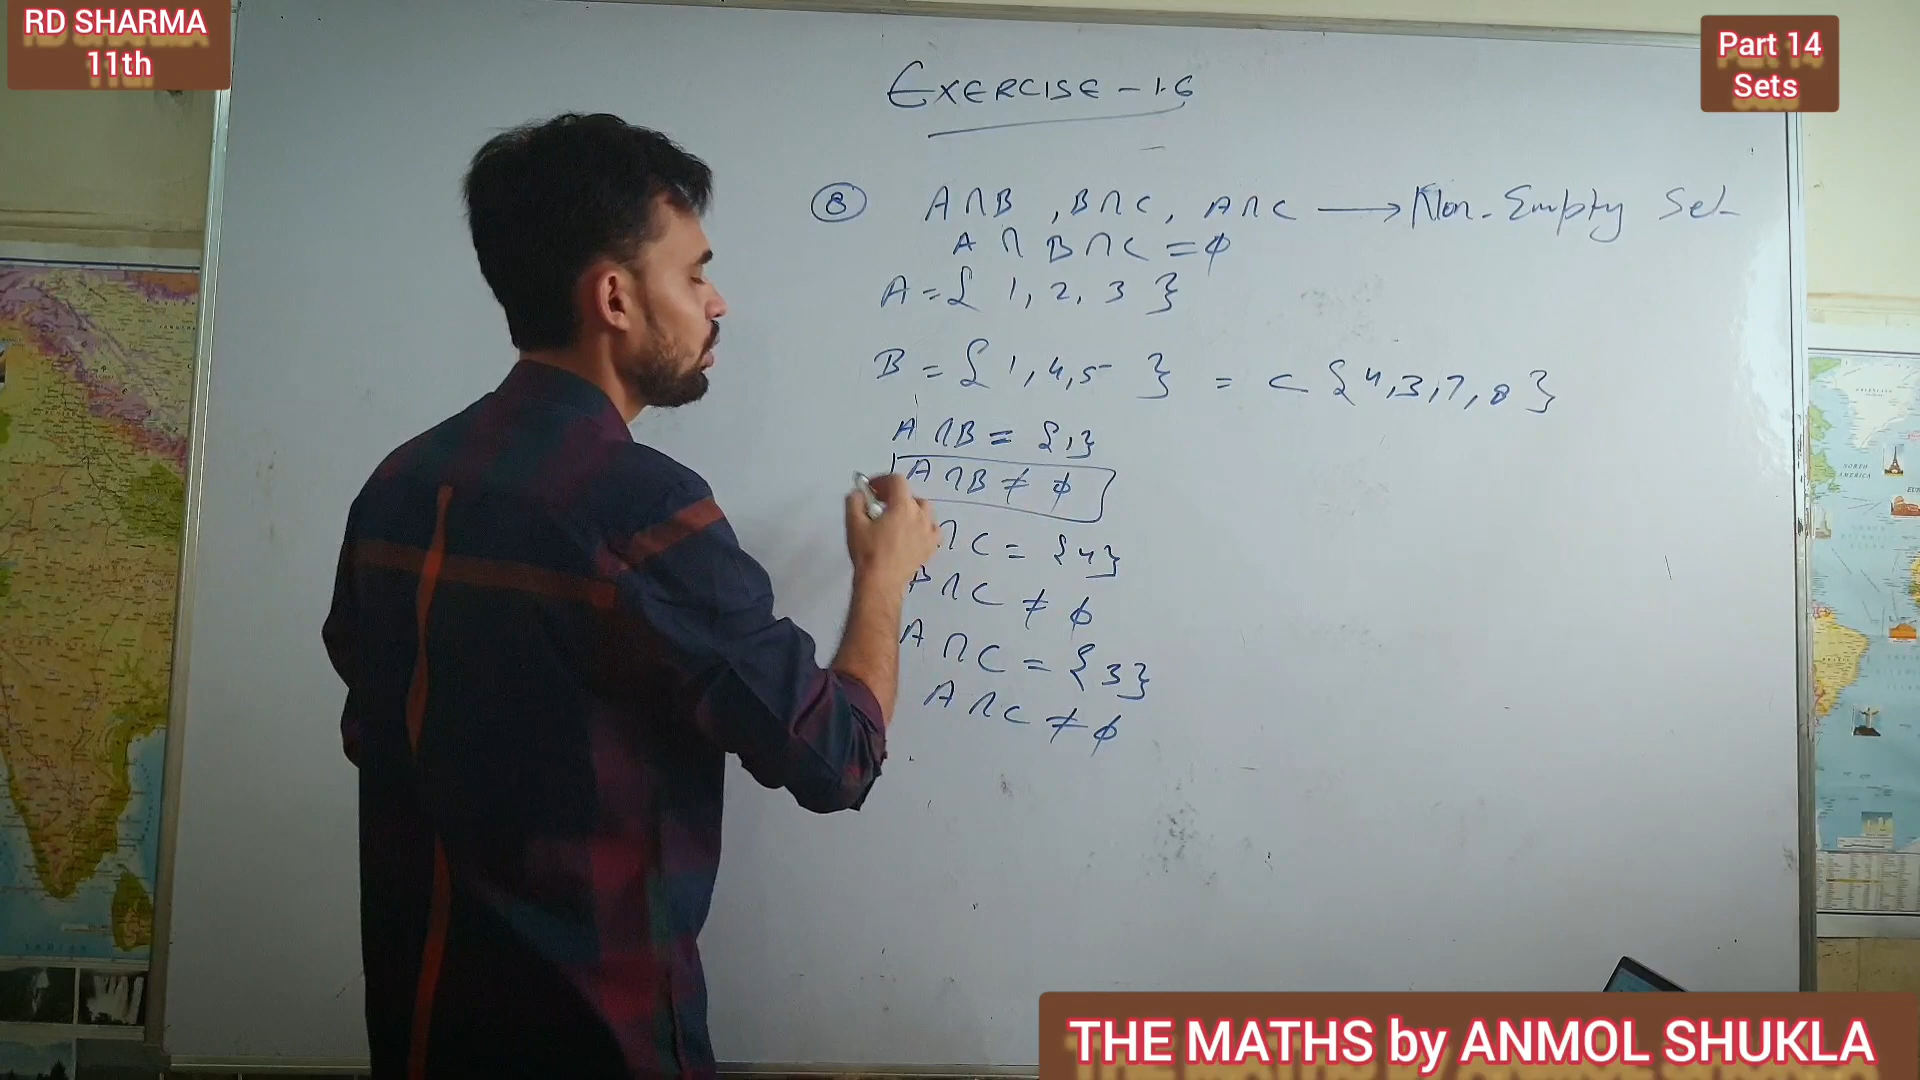 RD SHARMA
11th
Part 14
Sets
EXERCISE - 1.6
⑧ A∩B , B∩C, A∩C → Non-Empty Set
A ∩ B ∩ C = ϕ
A = { 1, 2, 3 }
B = { 1, 4, 5 } = C { 4, 3, 7, 8 }
A ∩ B = { 1 }
A ∩ B ≠ ϕ
∩ C = { 4 }
B ∩ C ≠ ϕ
A ∩ C = { 3 }
A ∩ C ≠ ϕ
THE MATHS by ANMOL SHUKLA